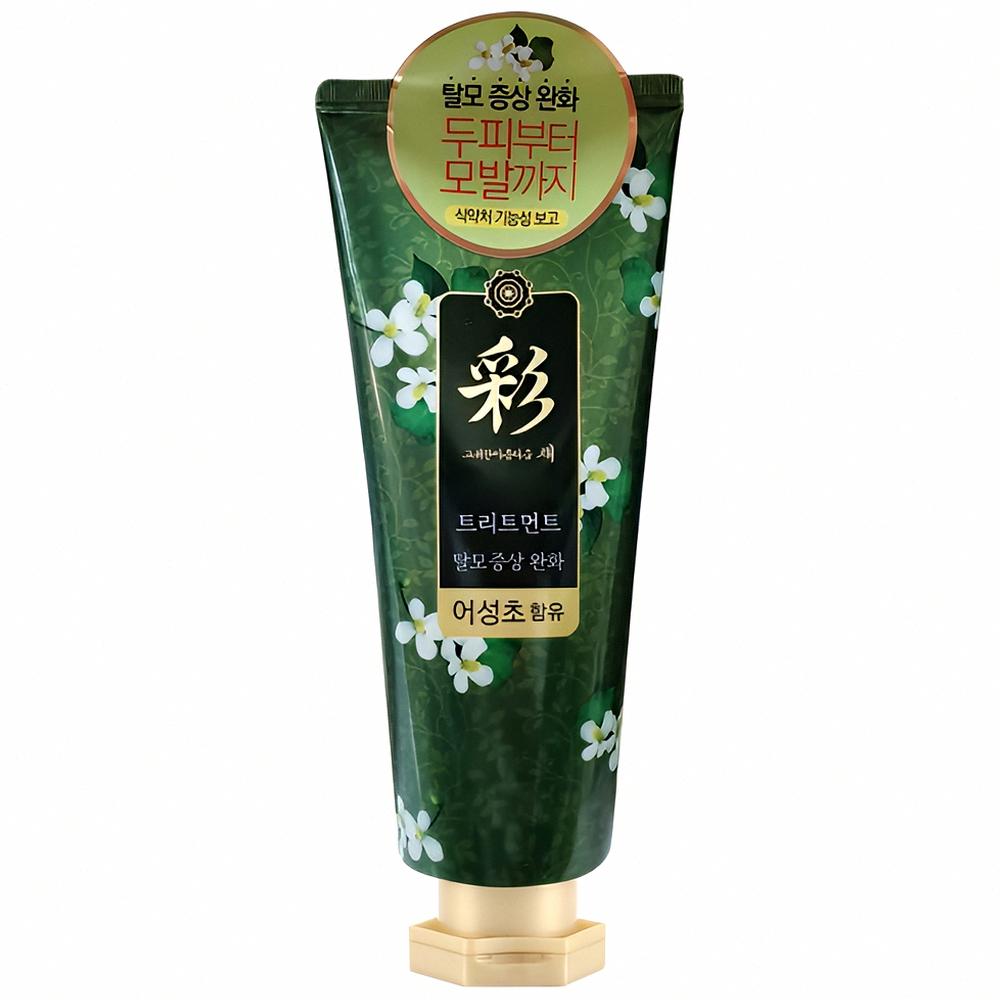 탈모 증상 완화
두피부터
모발까지
식약처 기능성 보고
彩
채
트리트먼트
탈모증상 완화
어성초 함유